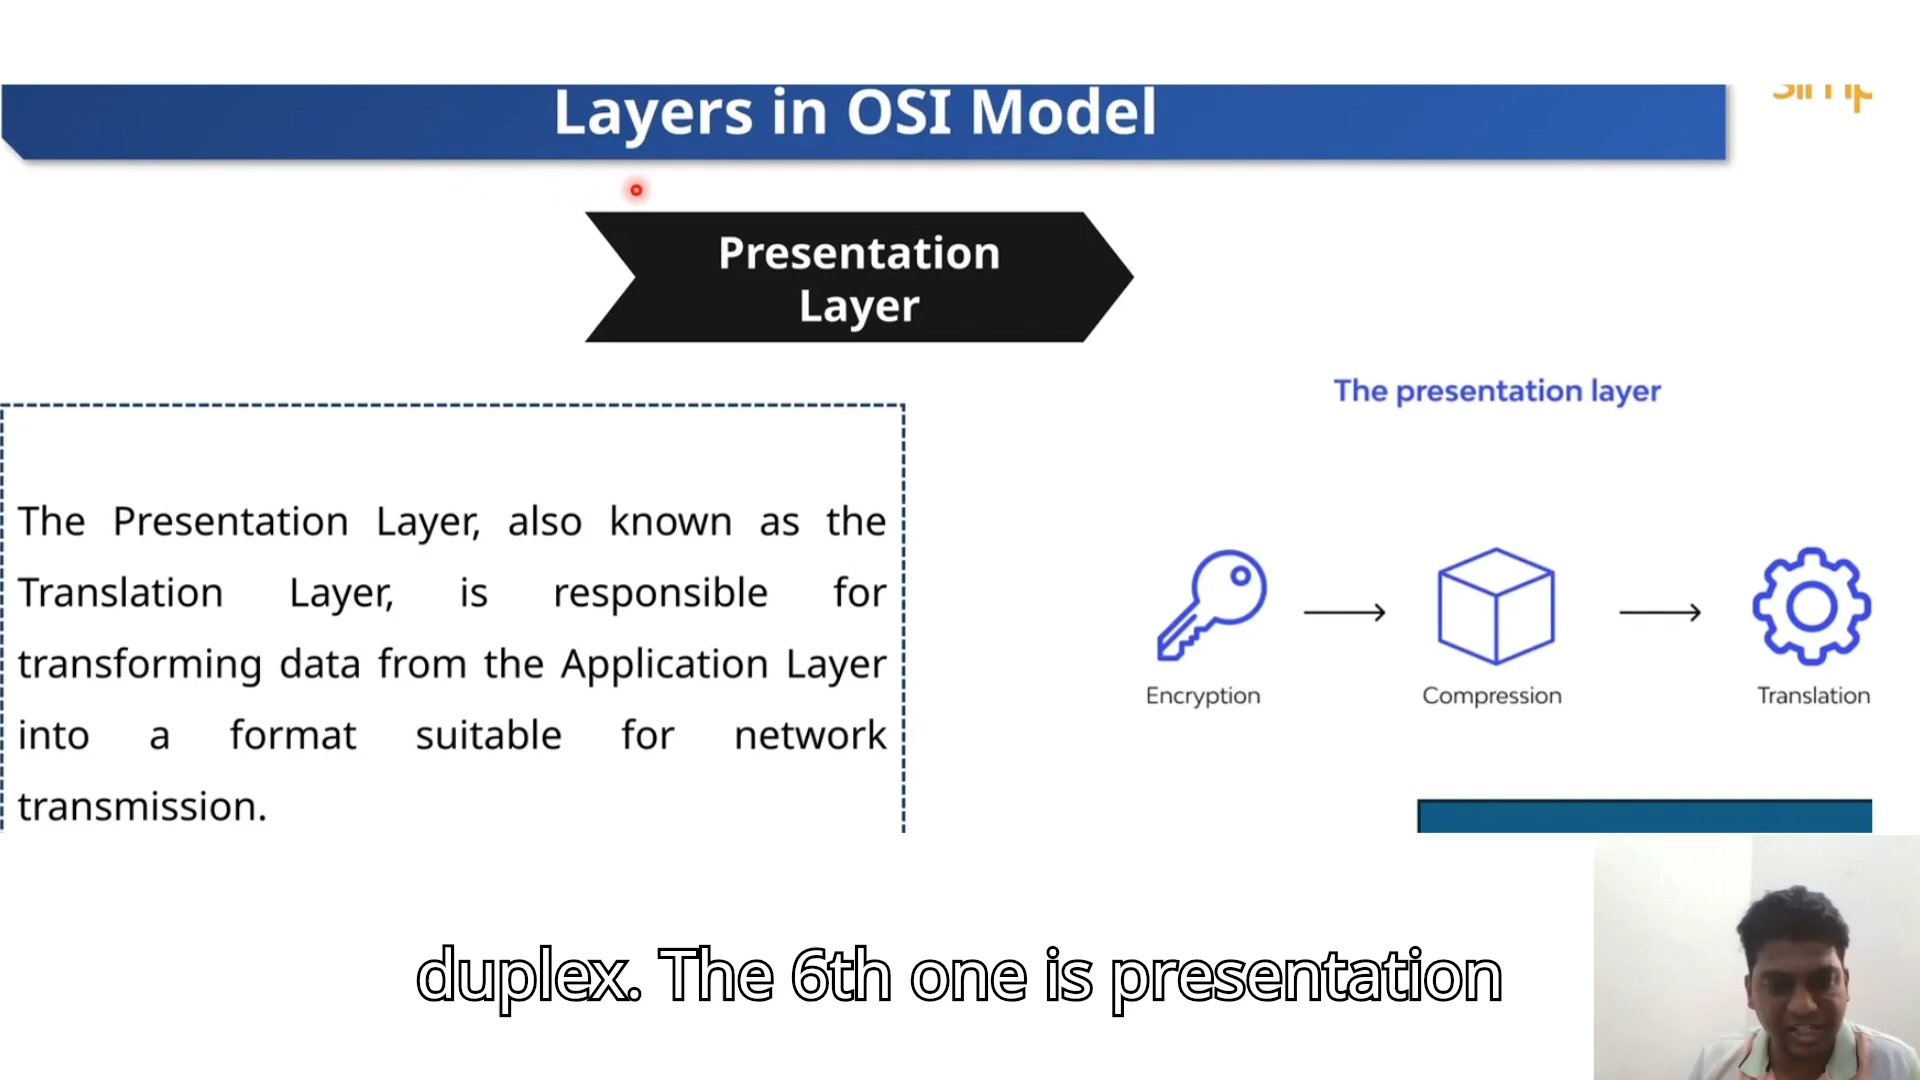 Layers in OSI Model
Presentation
Layer
The presentation layer
The Presentation Layer, also known as the
Translation Layer, is responsible for
transforming data from the Application Layer
into a format suitable for network
transmission.
Encryption
Compression
Translation
duplex. The 6th one is presentation